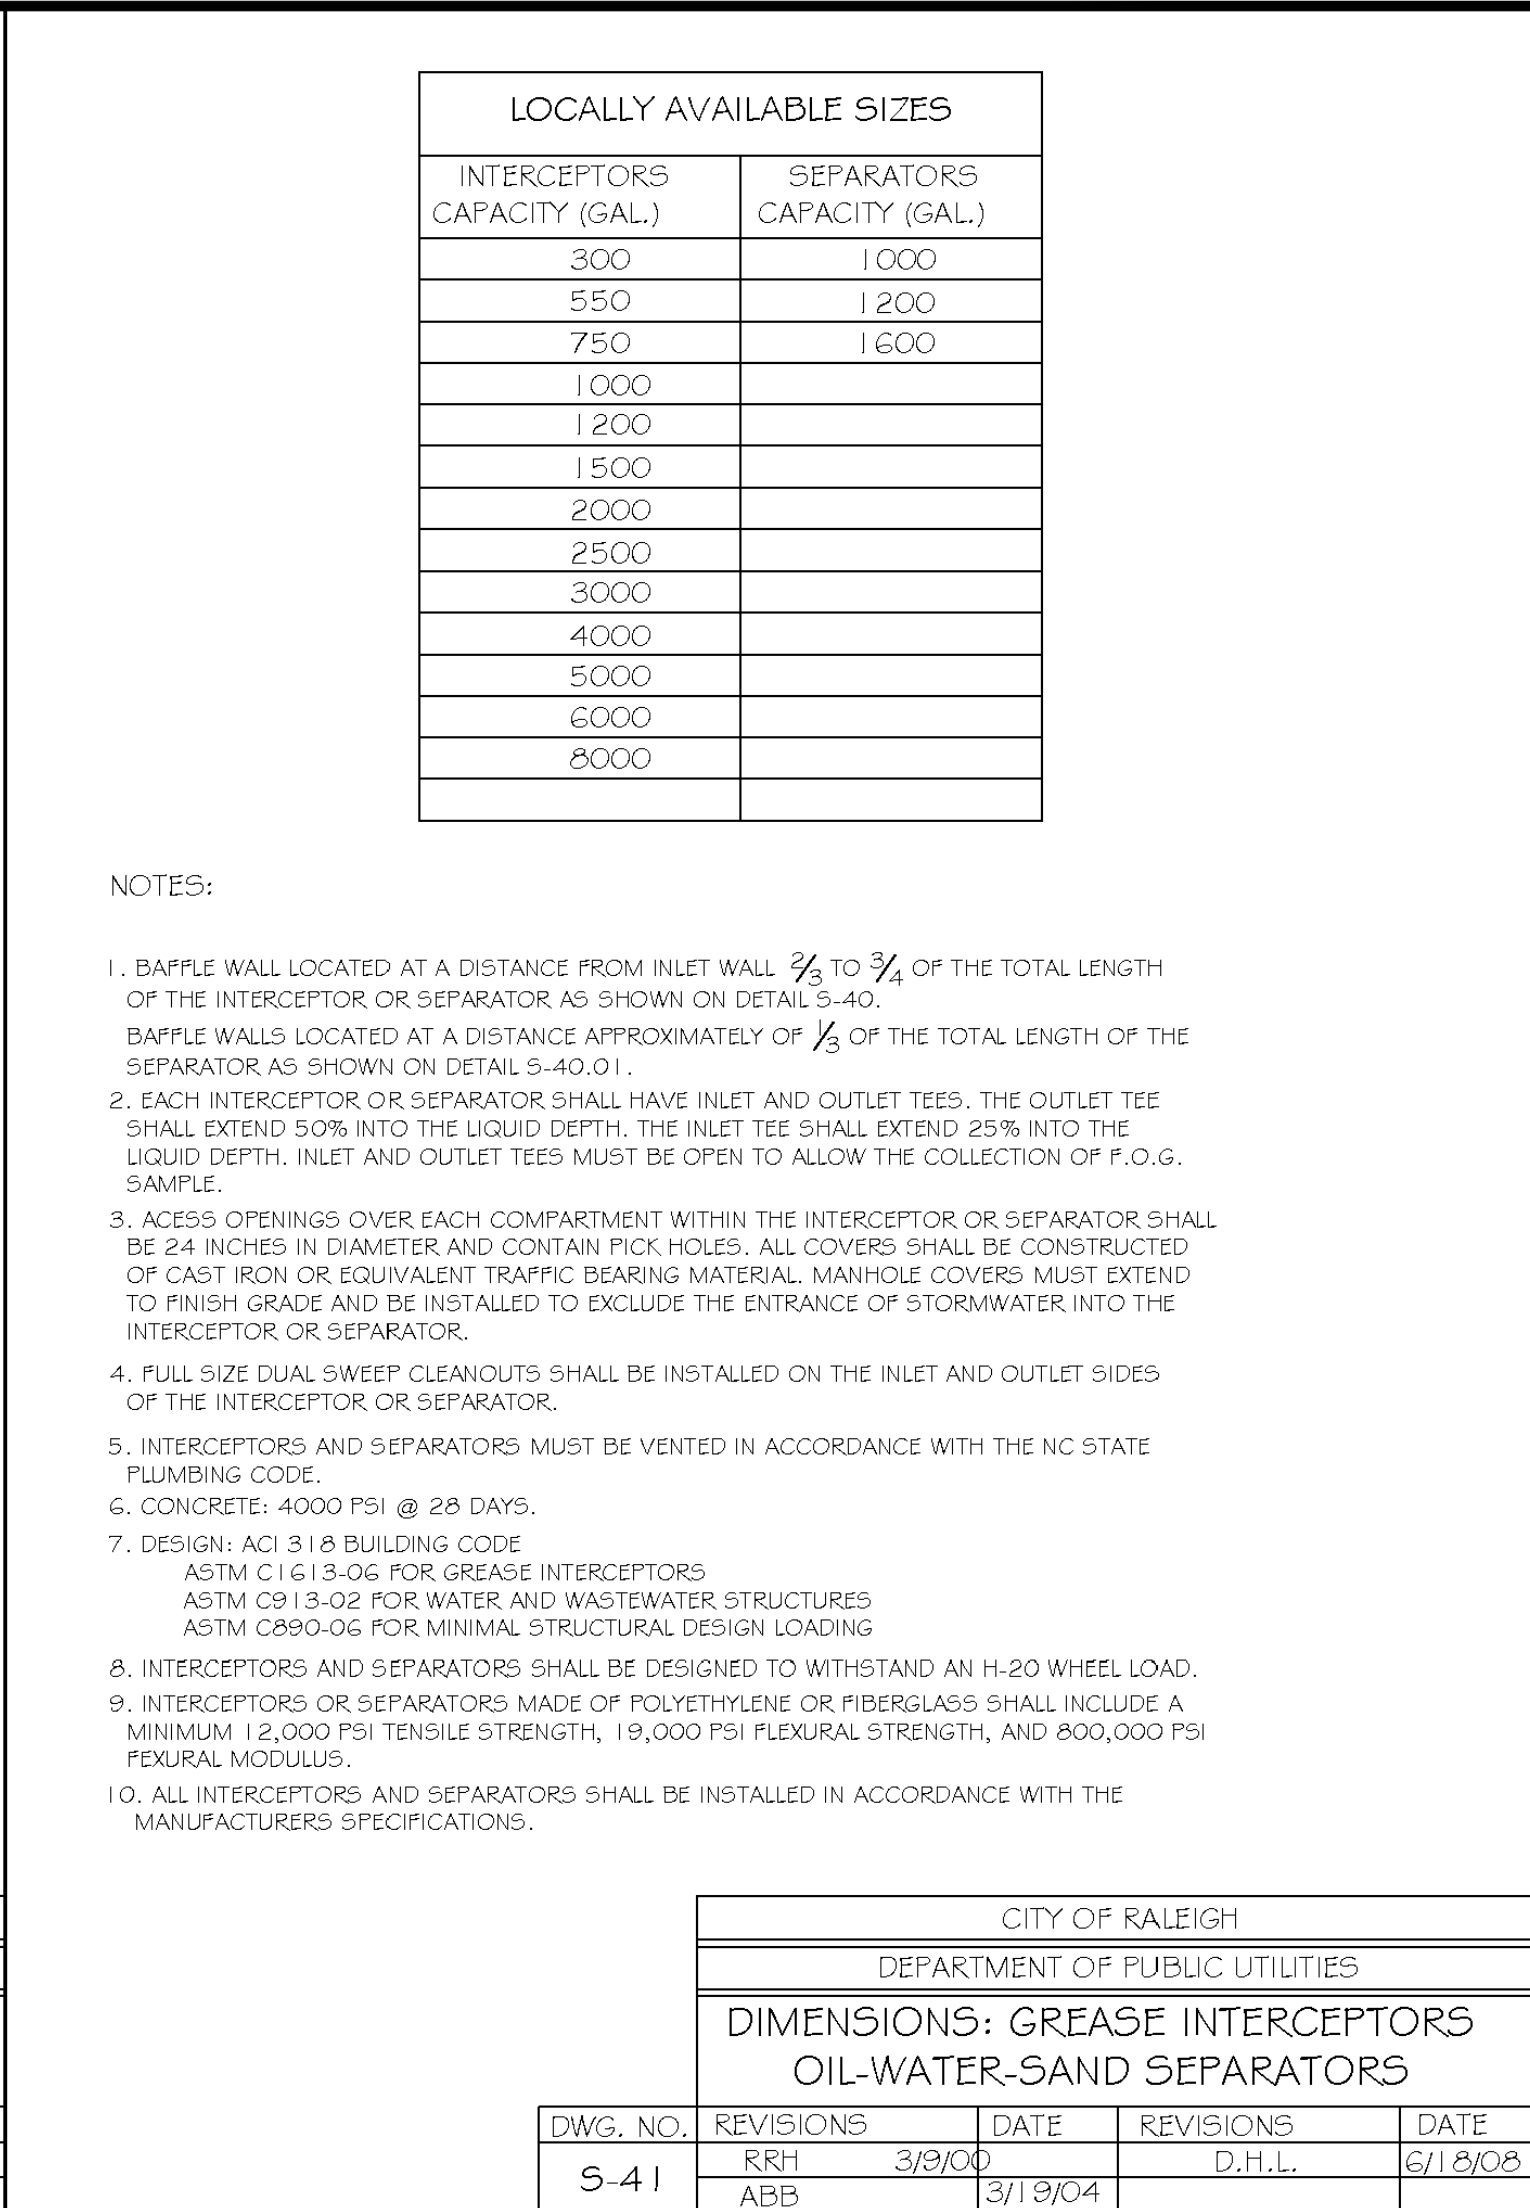 LOCALLY AVAILABLE SIZES
INTERCEPTORS CAPACITY (GAL.) SEPARATORS CAPACITY (GAL.)
300 1000
550 1200
750 1600
1000
1200
1500
2000
2500
3000
4000
5000
6000
8000
NOTES:
1. BAFFLE WALL LOCATED AT A DISTANCE FROM INLET WALL 2/3 TO 3/4 OF THE TOTAL LENGTH
OF THE INTERCEPTOR OR SEPARATOR AS SHOWN ON DETAIL S-40.
BAFFLE WALLS LOCATED AT A DISTANCE APPROXIMATELY OF 1/3 OF THE TOTAL LENGTH OF THE
SEPARATOR AS SHOWN ON DETAIL S-40.01.
2. EACH INTERCEPTOR OR SEPARATOR SHALL HAVE INLET AND OUTLET TEES. THE OUTLET TEE
SHALL EXTEND 50% INTO THE LIQUID DEPTH. THE INLET TEE SHALL EXTEND 25% INTO THE
LIQUID DEPTH. INLET AND OUTLET TEES MUST BE OPEN TO ALLOW THE COLLECTION OF F.O.G.
SAMPLE.
3. ACESS OPENINGS OVER EACH COMPARTMENT WITHIN THE INTERCEPTOR OR SEPARATOR SHALL
BE 24 INCHES IN DIAMETER AND CONTAIN PICK HOLES. ALL COVERS SHALL BE CONSTRUCTED
OF CAST IRON OR EQUIVALENT TRAFFIC BEARING MATERIAL. MANHOLE COVERS MUST EXTEND
TO FINISH GRADE AND BE INSTALLED TO EXCLUDE THE ENTRANCE OF STORMWATER INTO THE
INTERCEPTOR OR SEPARATOR.
4. FULL SIZE DUAL SWEEP CLEANOUTS SHALL BE INSTALLED ON THE INLET AND OUTLET SIDES
OF THE INTERCEPTOR OR SEPARATOR.
5. INTERCEPTORS AND SEPARATORS MUST BE VENTED IN ACCORDANCE WITH THE NC STATE
PLUMBING CODE.
6. CONCRETE: 4000 PSI @ 28 DAYS.
7. DESIGN: ACI 318 BUILDING CODE
ASTM C1613-06 FOR GREASE INTERCEPTORS
ASTM C913-02 FOR WATER AND WASTEWATER STRUCTURES
ASTM C890-06 FOR MINIMAL STRUCTURAL DESIGN LOADING
8. INTERCEPTORS AND SEPARATORS SHALL BE DESIGNED TO WITHSTAND AN H-20 WHEEL LOAD.
9. INTERCEPTORS OR SEPARATORS MADE OF POLYETHYLENE OR FIBERGLASS SHALL INCLUDE A
MINIMUM 12,000 PSI TENSILE STRENGTH, 19,000 PSI FLEXURAL STRENGTH, AND 800,000 PSI
FEXURAL MODULUS.
10. ALL INTERCEPTORS AND SEPARATORS SHALL BE INSTALLED IN ACCORDANCE WITH THE
MANUFACTURERS SPECIFICATIONS.
CITY OF RALEIGH
DEPARTMENT OF PUBLIC UTILITIES
DIMENSIONS: GREASE INTERCEPTORS
OIL-WATER-SAND SEPARATORS
DWG. NO. REVISIONS DATE REVISIONS DATE
S-41 RRH 3/9/00 D.H.L. 6/18/08
ABB 3/19/04